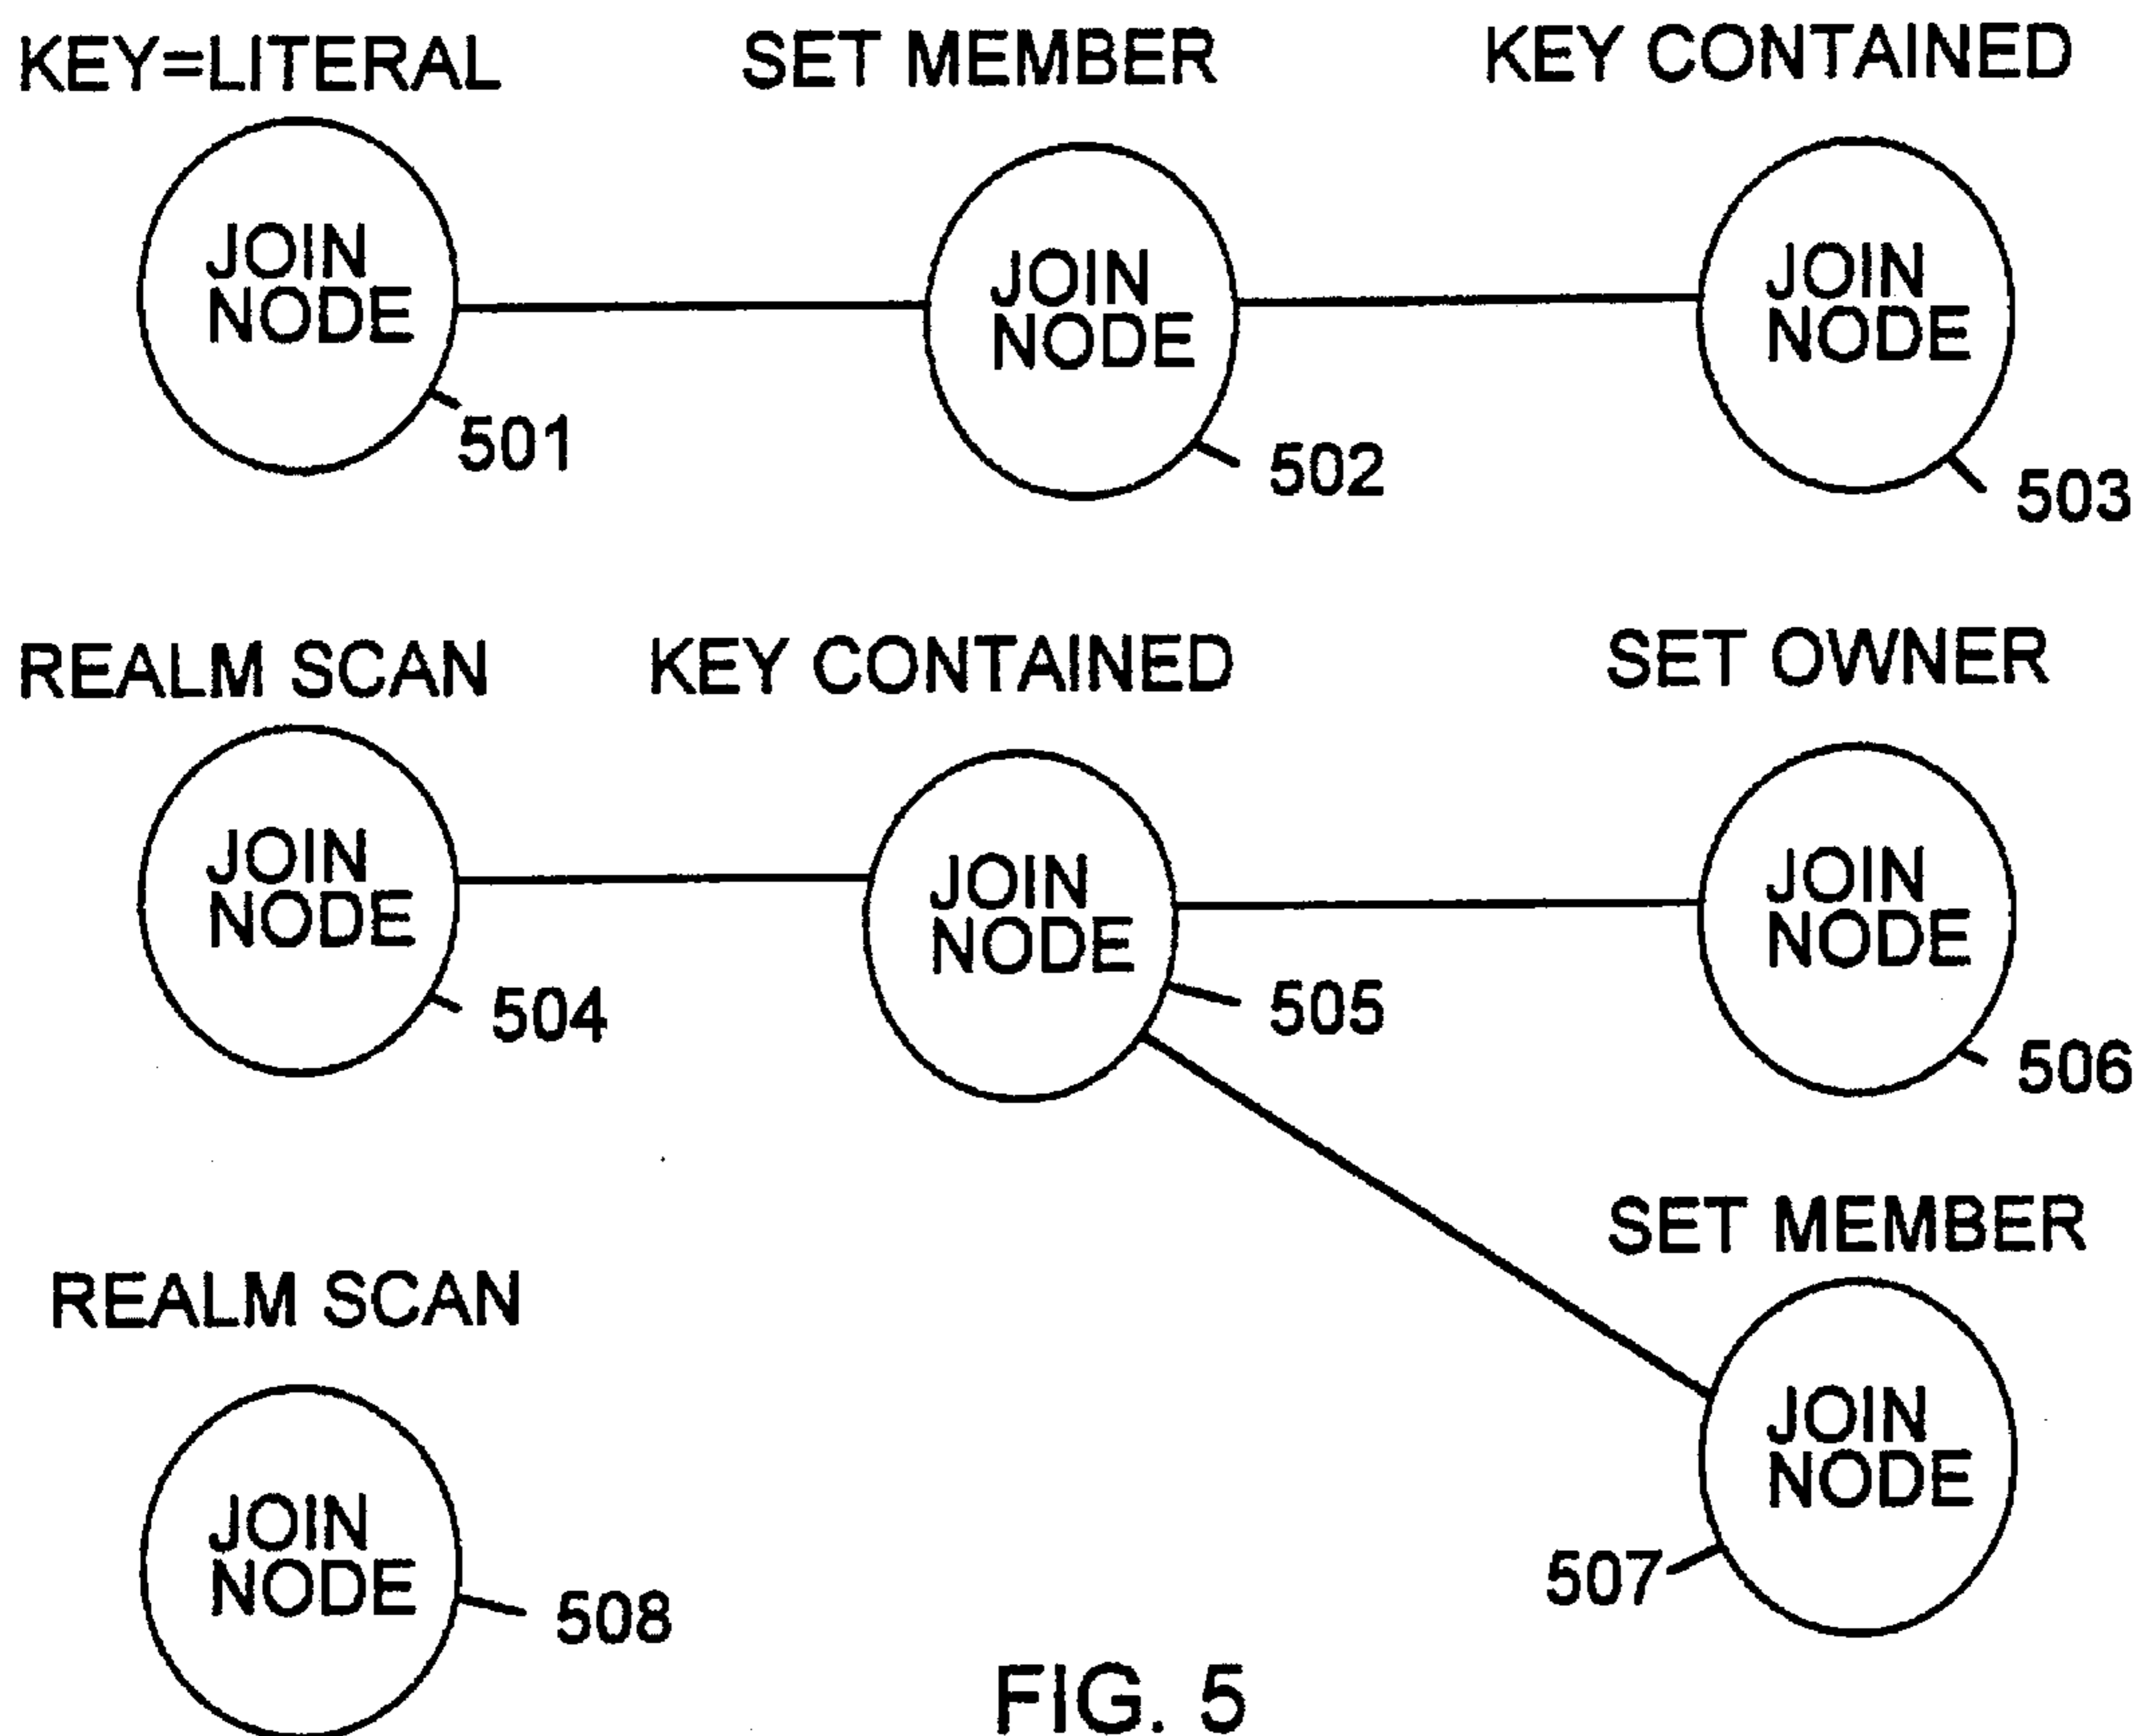 KEY=LITERAL
SET MEMBER
KEY CONTAINED
JOIN
NODE
501
JOIN
NODE
502
JOIN
NODE
503
REALM SCAN
KEY CONTAINED
SET OWNER
JOIN
NODE
504
JOIN
NODE
505
JOIN
NODE
506
SET MEMBER
JOIN
NODE
507
REALM SCAN
JOIN
NODE
508
FIG. 5